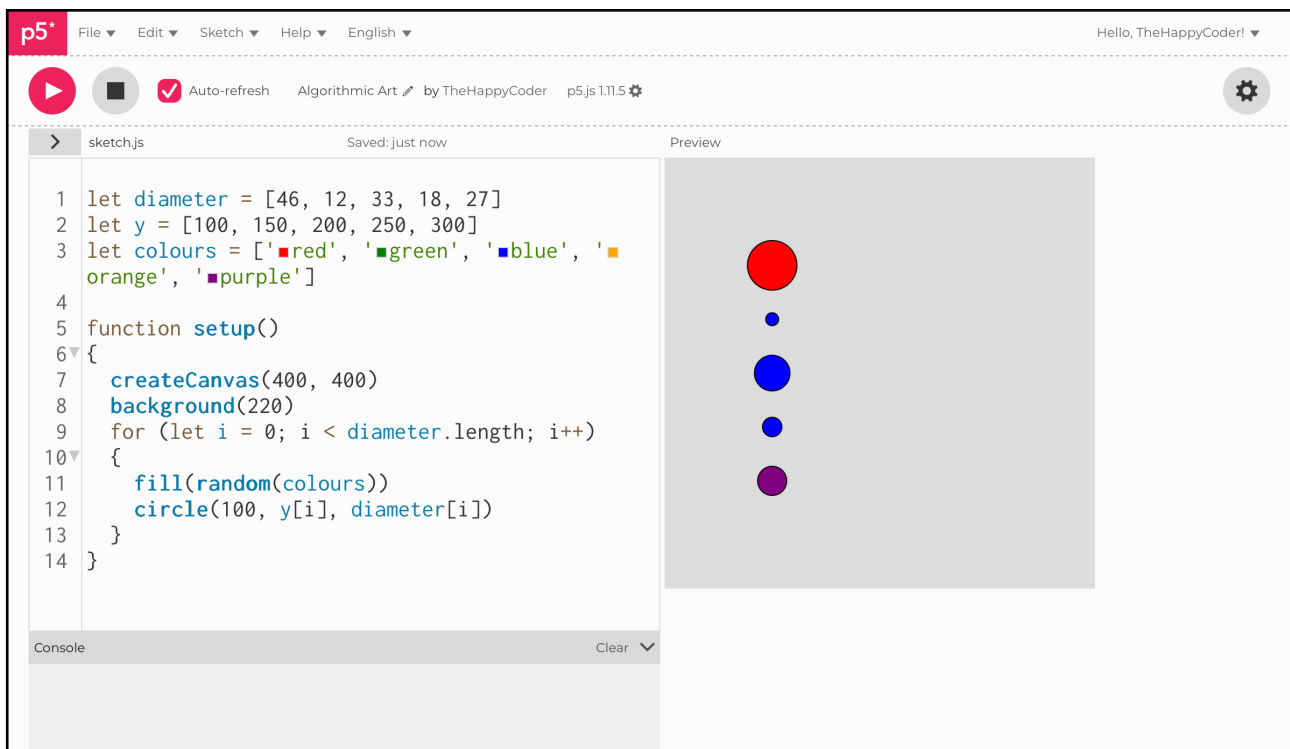 p5* File Edit Sketch Help English Hello, TheHappyCoder!
Auto-refresh Algorithmic Art by TheHappyCoder p5.js 1.11.5
sketch.js Saved: just now Preview
1 let diameter = [46, 12, 33, 18, 27]
2 let y = [100, 150, 200, 250, 300]
3 let colours = ['red', 'green', 'blue', '
orange', 'purple']
4
5 function setup()
6 {
7 createCanvas(400, 400)
8 background(220)
9 for (let i = 0; i < diameter.length; i++)
10 {
11 fill(random(colours))
12 circle(100, y[i], diameter[i])
13 }
14 }
Console Clear